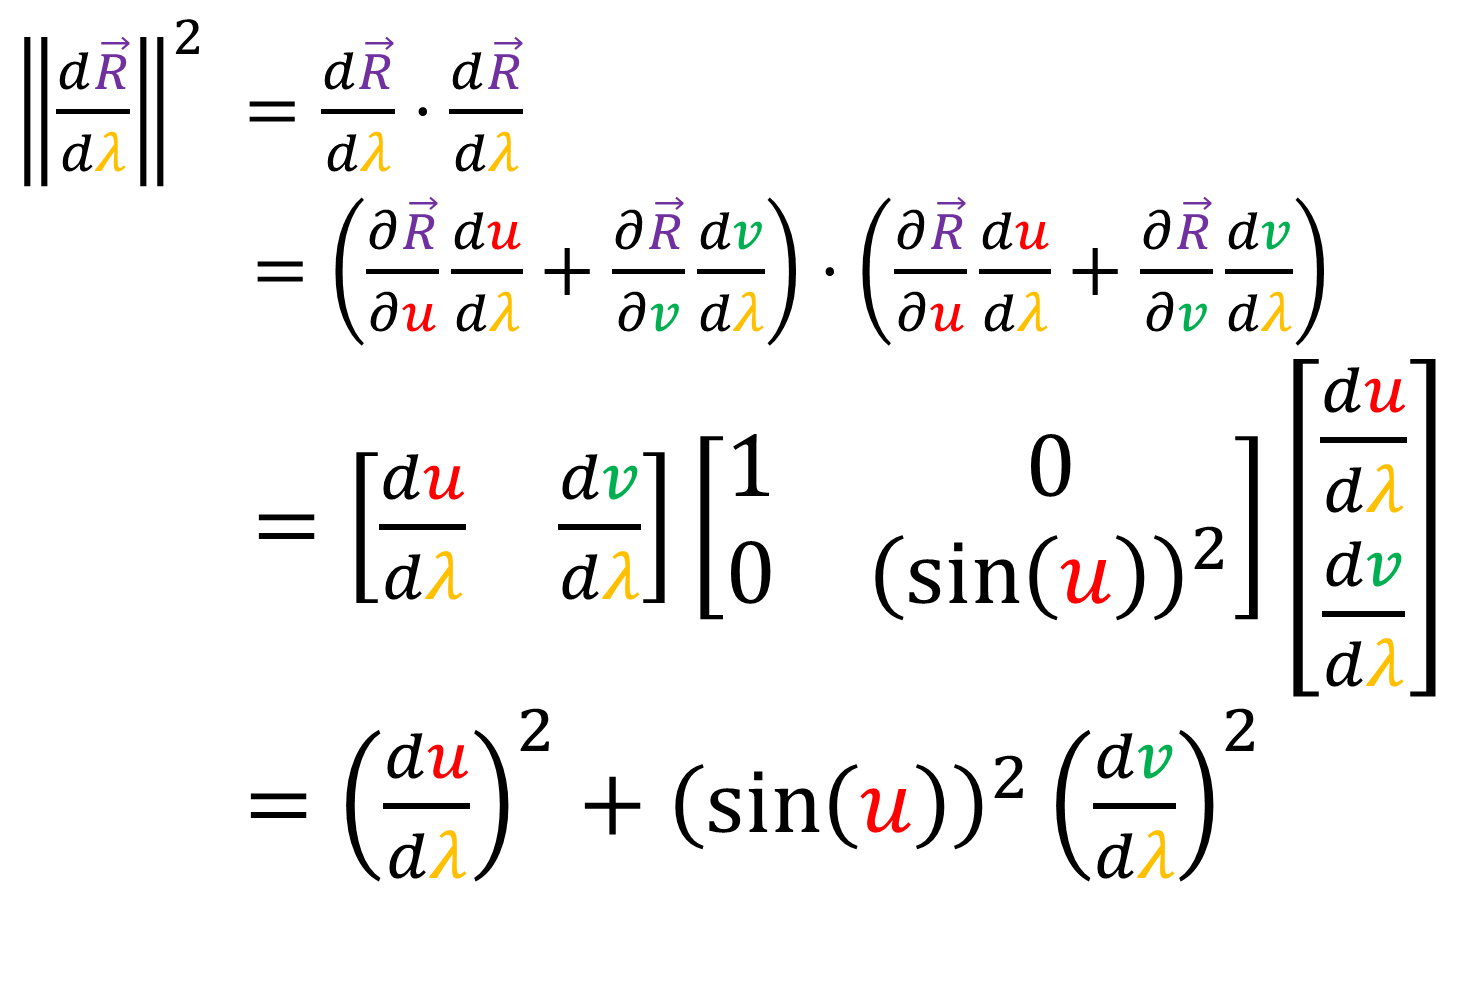 ‖dR⃗/dλ‖² = dR⃗/dλ · dR⃗/dλ
= (∂R⃗/∂u du/dλ + ∂R⃗/∂v dv/dλ) · (∂R⃗/∂u du/dλ + ∂R⃗/∂v dv/dλ)
= [du/dλ dv/dλ] [1 0; 0 (sin(u))²] [du/dλ; dv/dλ]
= (du/dλ)² + (sin(u))² (dv/dλ)²